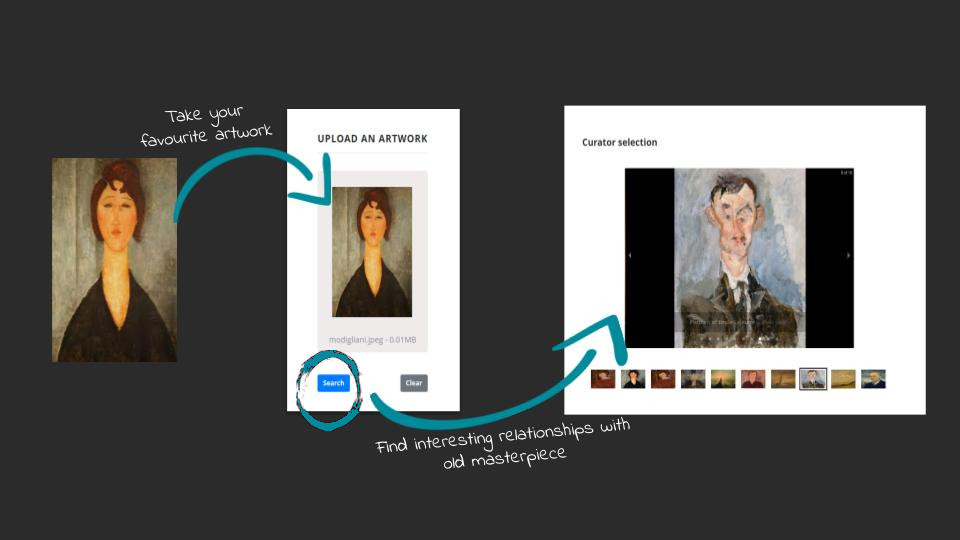 Take your
favourite artwork
UPLOAD AN ARTWORK
modigliani.jpeg - 0.01MB
Search
Clear
Curator selection
Find interesting relationships with
old masterpiece